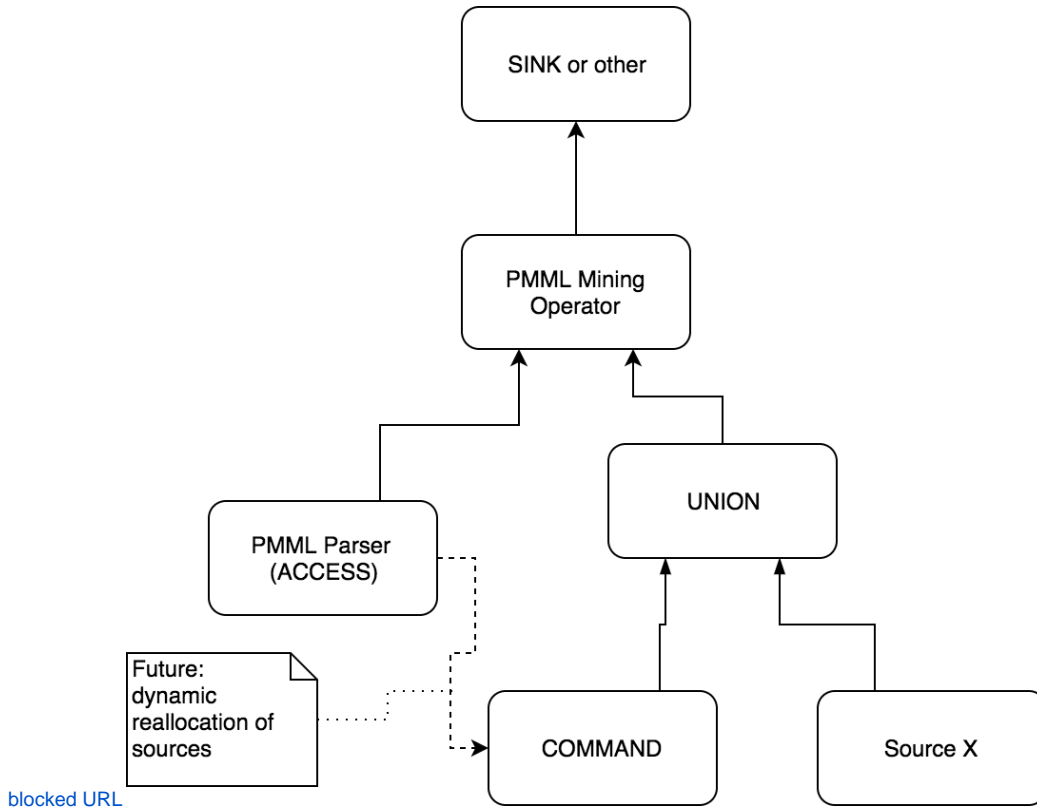 SINK or other
PMML Mining
Operator
UNION
PMML Parser
(ACCESS)
Future:
dynamic
reallocation of
sources
COMMAND
Source X
blocked URL